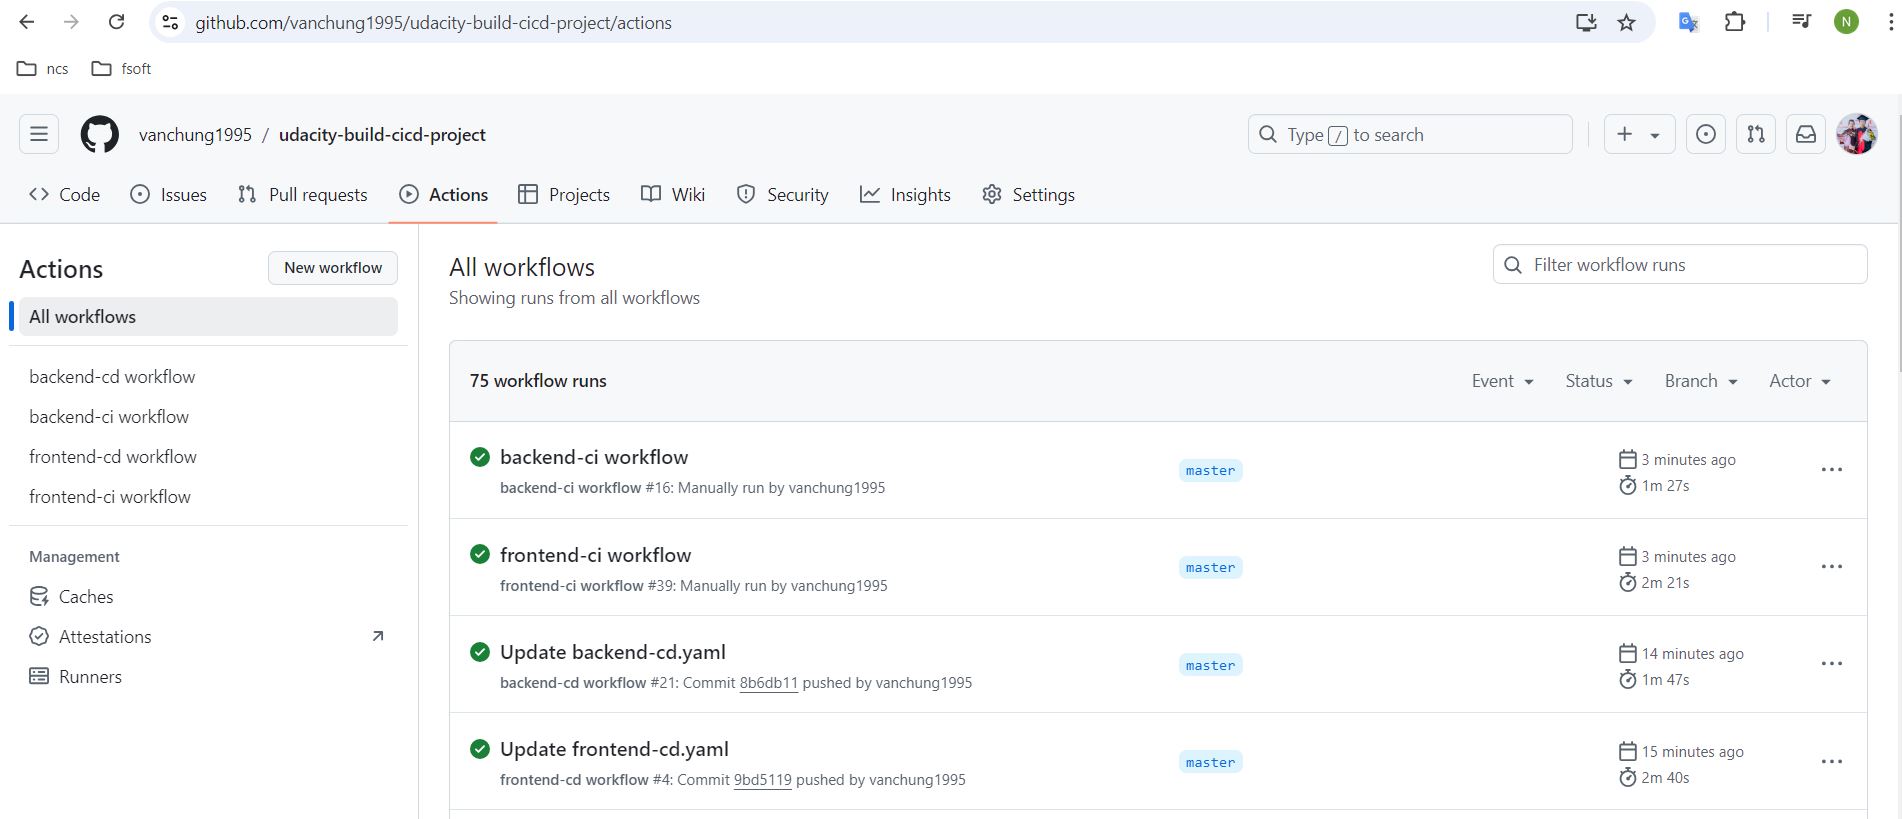 github.com/vanchung1995/udacity-build-cicd-project/actions
N
ncs
fsoft
vanchung1995 / udacity-build-cicd-project
Type / to search
Code
Issues
Pull requests
Actions
Projects
Wiki
Security
Insights
Settings
Actions
New workflow
All workflows
backend-cd workflow
backend-ci workflow
frontend-cd workflow
frontend-ci workflow
Management
Caches
Attestations
Runners
All workflows
Showing runs from all workflows
Filter workflow runs
75 workflow runs
Event
Status
Branch
Actor
backend-ci workflow
backend-ci workflow #16: Manually run by vanchung1995
master
3 minutes ago
1m 27s
frontend-ci workflow
frontend-ci workflow #39: Manually run by vanchung1995
master
3 minutes ago
2m 21s
Update backend-cd.yaml
backend-cd workflow #21: Commit 8b6db11 pushed by vanchung1995
master
14 minutes ago
1m 47s
Update frontend-cd.yaml
frontend-cd workflow #4: Commit 9bd5119 pushed by vanchung1995
master
15 minutes ago
2m 40s